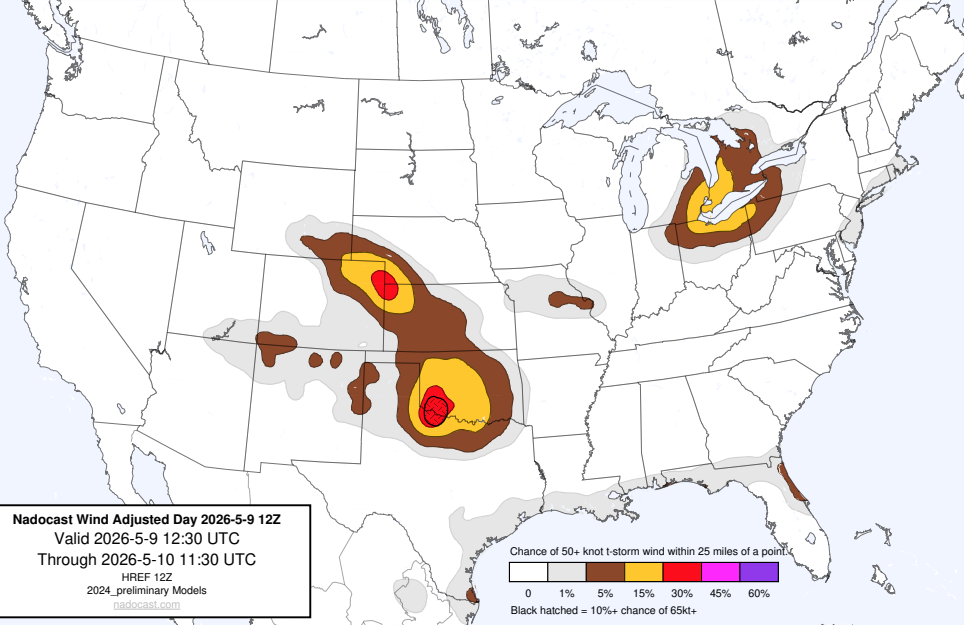 Nadocast Wind Adjusted Day 2026-5-9 12Z
Valid 2026-5-9 12:30 UTC
Through 2026-5-10 11:30 UTC
HREF 12Z
2024_preliminary Models
nadocast.com
Chance of 50+ knot t-storm wind within 25 miles of a point.
0 1% 5% 15% 30% 45% 60%
Black hatched = 10%+ chance of 65kt+